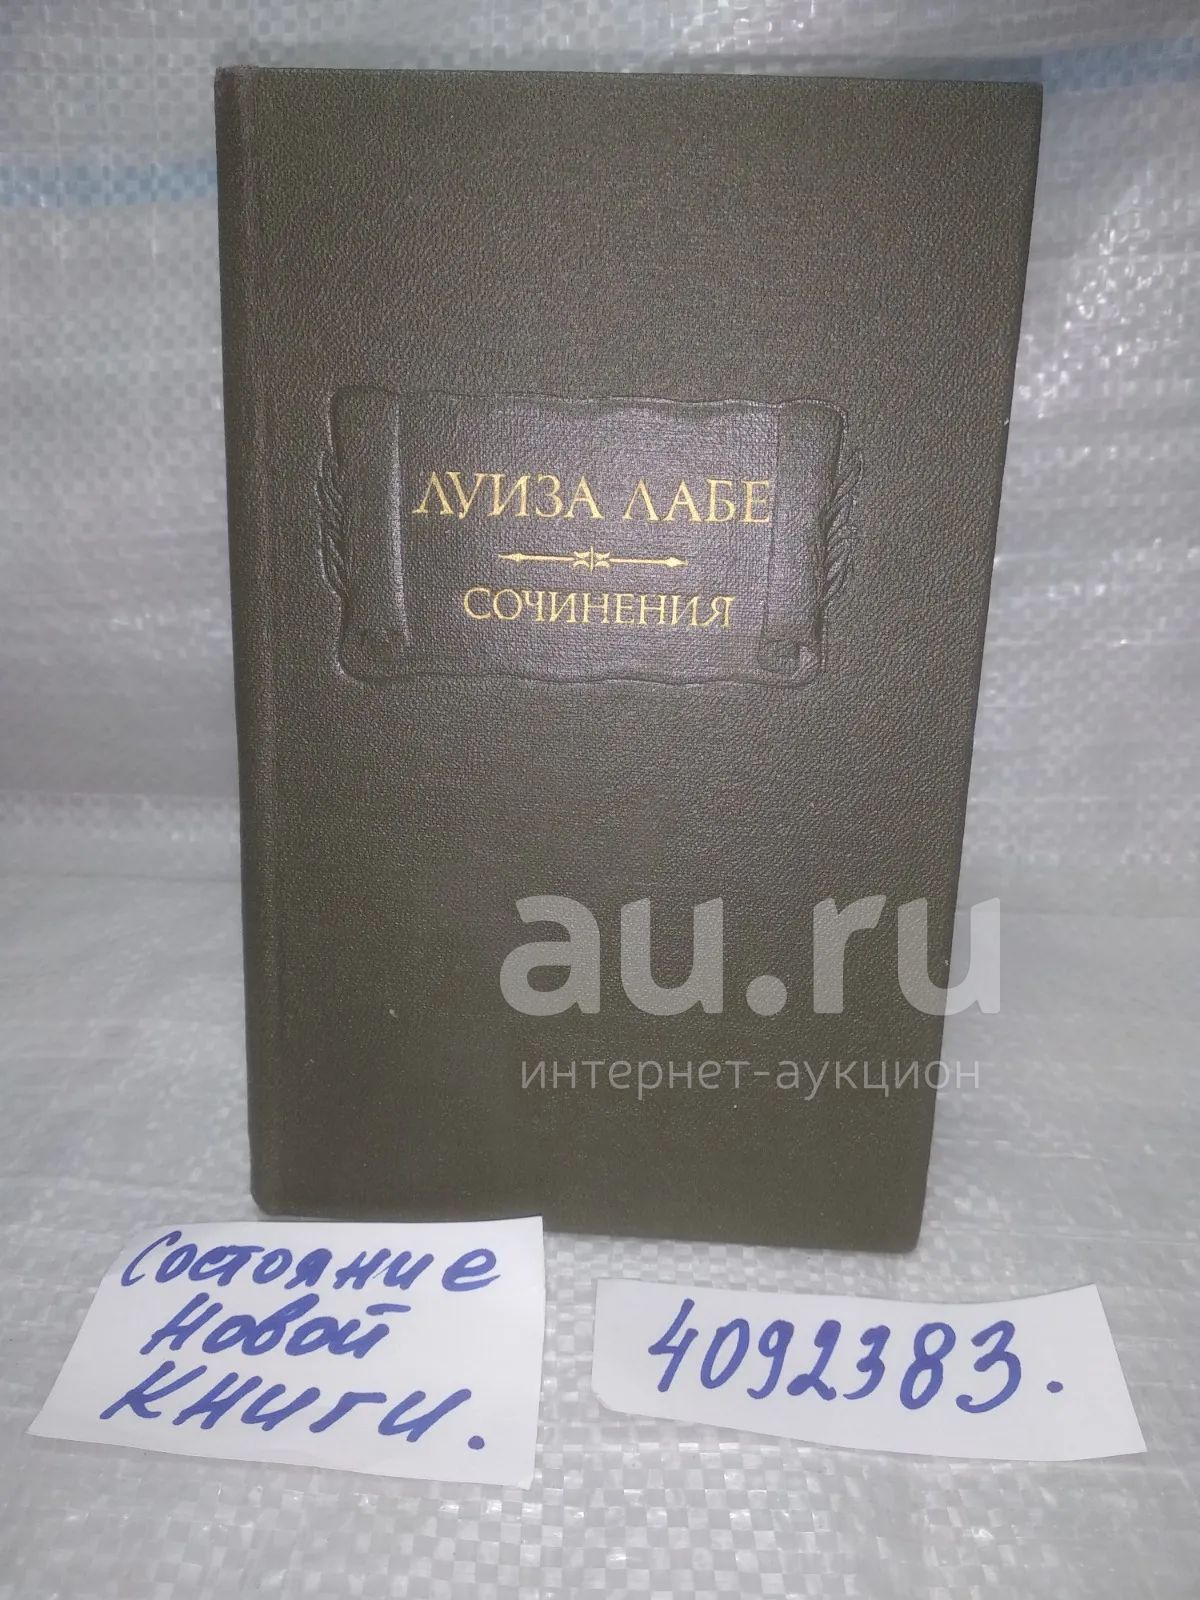 ЛУИЗА ЛАБЕ
СОЧИНЕНИЯ
au.ru
интернет-аукцион
Состояние
новой
книги.
4092383.